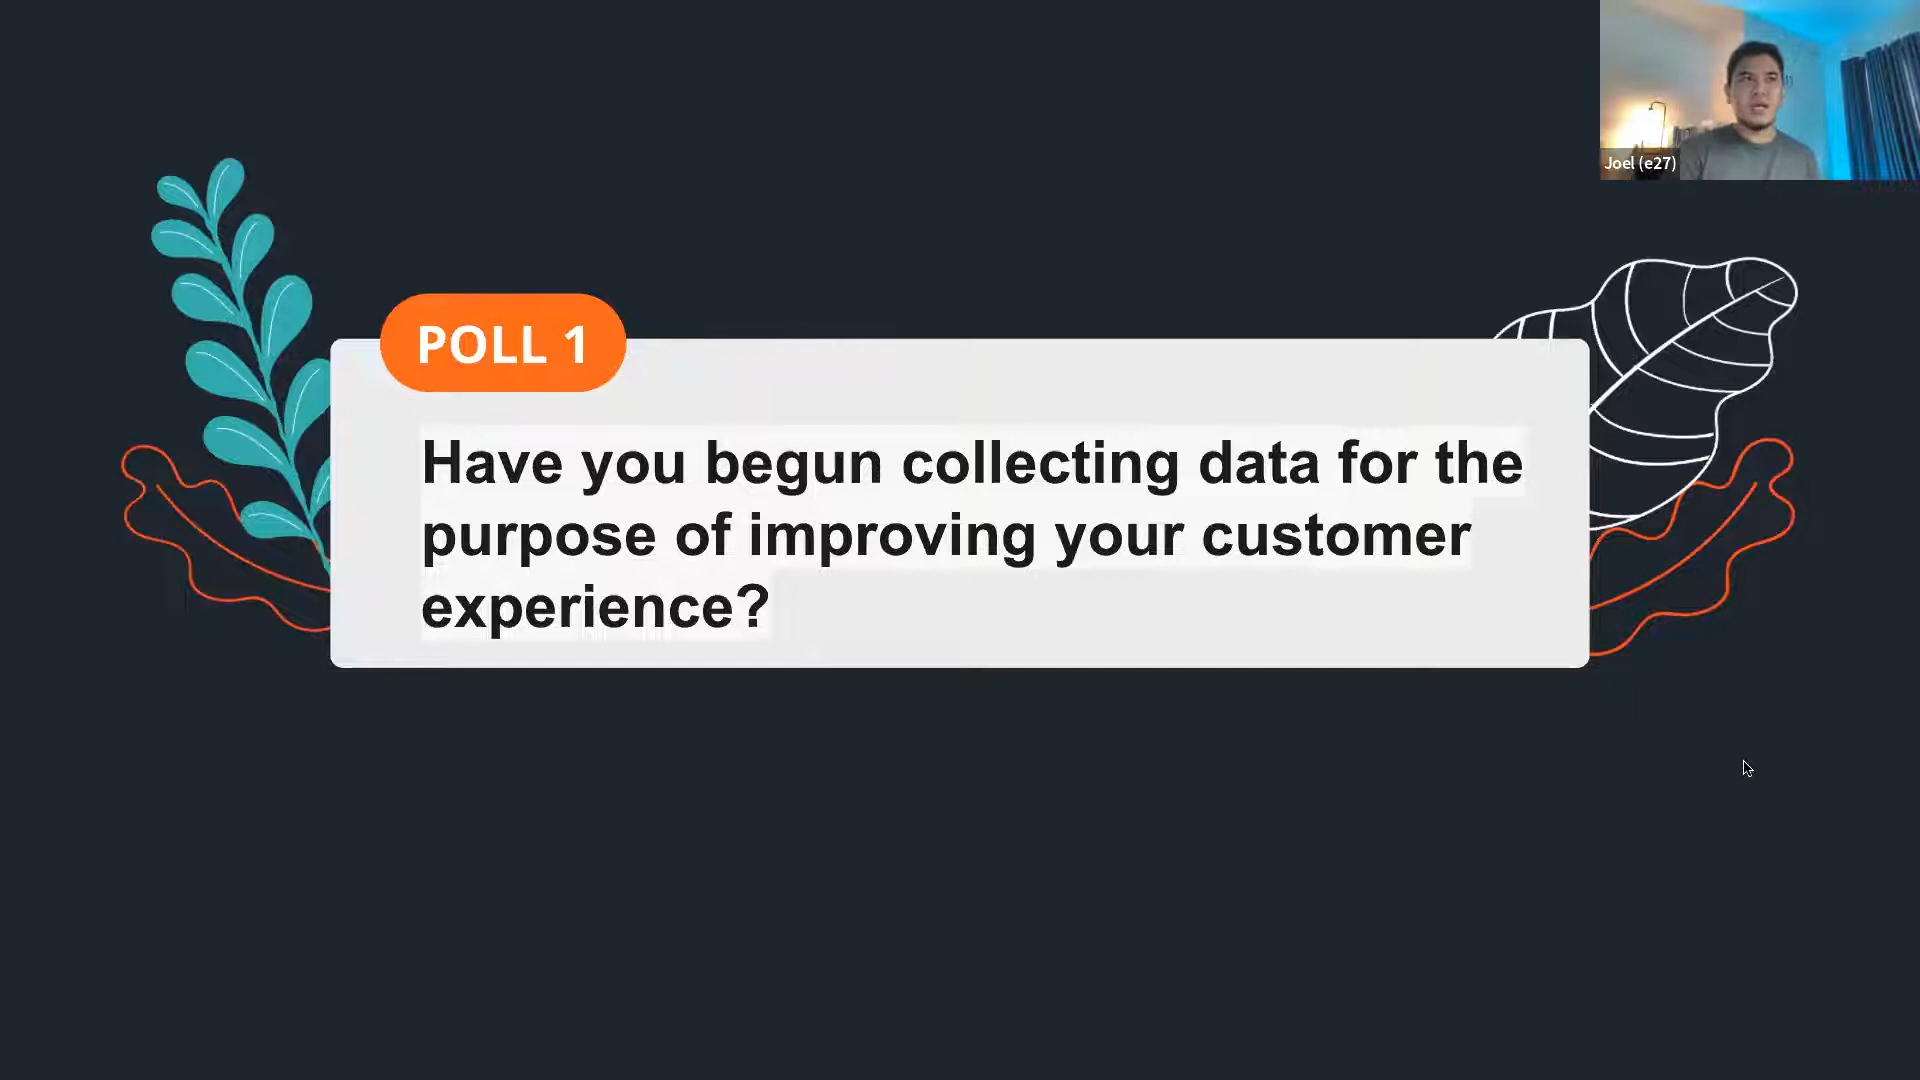 Joel (e27)
POLL 1
Have you begun collecting data for the
purpose of improving your customer
experience?